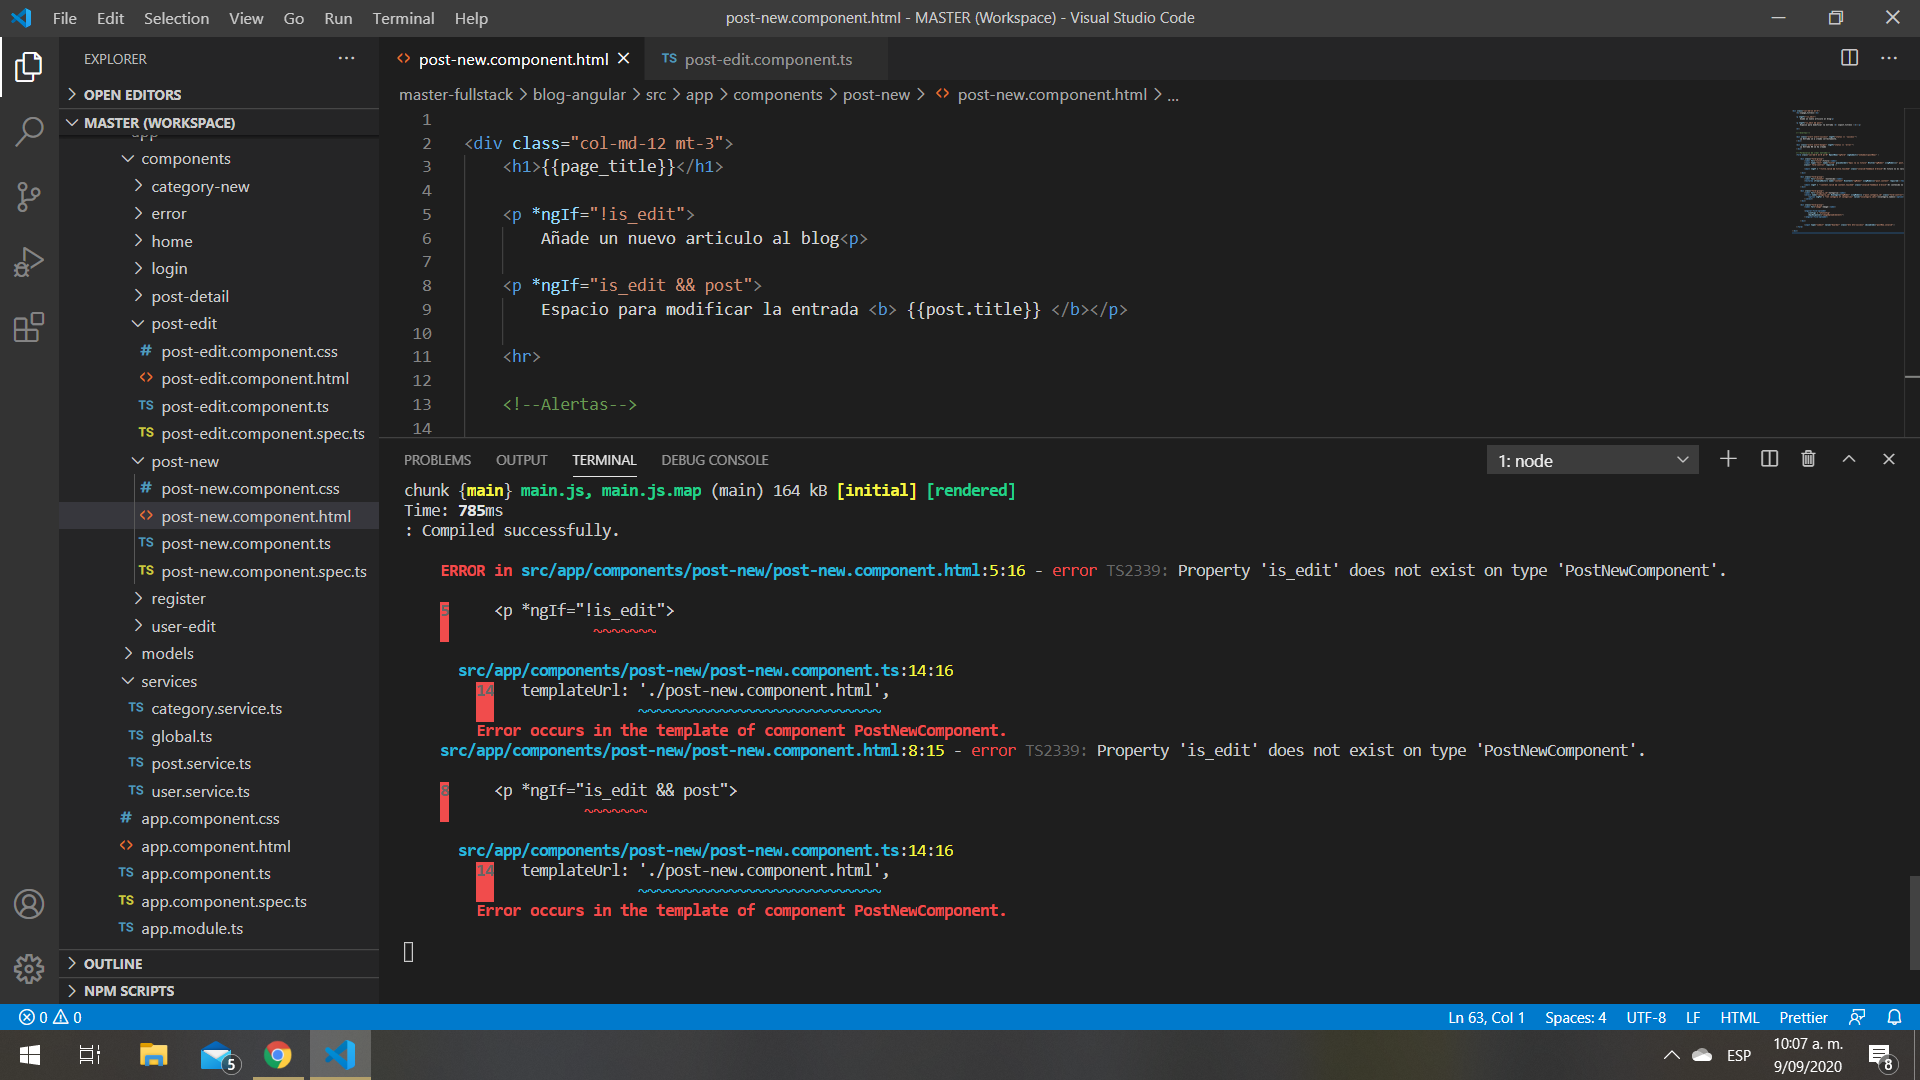 File Edit Selection View Go Run Terminal Help
post-new.component.html - MASTER (Workspace) - Visual Studio Code
EXPLORER
OPEN EDITORS
MASTER (WORKSPACE)
app
components
category-new
error
home
login
post-detail
post-edit
# post-edit.component.css
<> post-edit.component.html
TS post-edit.component.ts
TS post-edit.component.spec.ts
post-new
# post-new.component.css
<> post-new.component.html
TS post-new.component.ts
TS post-new.component.spec.ts
register
user-edit
models
services
TS category.service.ts
TS global.ts
TS post.service.ts
TS user.service.ts
# app.component.css
<> app.component.html
TS app.component.ts
TS app.component.spec.ts
TS app.module.ts
OUTLINE
NPM SCRIPTS
<> post-new.component.html
TS post-edit.component.ts
master-fullstack > blog-angular > src > app > components > post-new > <> post-new.component.html > ...
1
2 <div class="col-md-12 mt-3">
3 <h1>{{page_title}}</h1>
4
5 <p *ngIf="!is_edit">
6 Añade un nuevo articulo al blog<p>
7
8 <p *ngIf="is_edit && post">
9 Espacio para modificar la entrada <b> {{post.title}} </b></p>
10
11 <hr>
12
13 <!--Alertas-->
14
PROBLEMS OUTPUT TERMINAL DEBUG CONSOLE
1: node
chunk {main} main.js, main.js.map (main) 164 kB [initial] [rendered]
Time: 785ms
: Compiled successfully.
ERROR in src/app/components/post-new/post-new.component.html:5:16 - error TS2339: Property 'is_edit' does not exist on type 'PostNewComponent'.
5 <p *ngIf="!is_edit">
~~~~~~~
src/app/components/post-new/post-new.component.ts:14:16
14 templateUrl: './post-new.component.html',
~~~~~~~~~~~~~~~~~~~~~~~~~~~
Error occurs in the template of component PostNewComponent.
src/app/components/post-new/post-new.component.html:8:15 - error TS2339: Property 'is_edit' does not exist on type 'PostNewComponent'.
8 <p *ngIf="is_edit && post">
~~~~~~~
src/app/components/post-new/post-new.component.ts:14:16
14 templateUrl: './post-new.component.html',
~~~~~~~~~~~~~~~~~~~~~~~~~~~
Error occurs in the template of component PostNewComponent.
0 0
Ln 63, Col 1 Spaces: 4 UTF-8 LF HTML Prettier
5
ESP
10:07 a. m.
9/09/2020
8